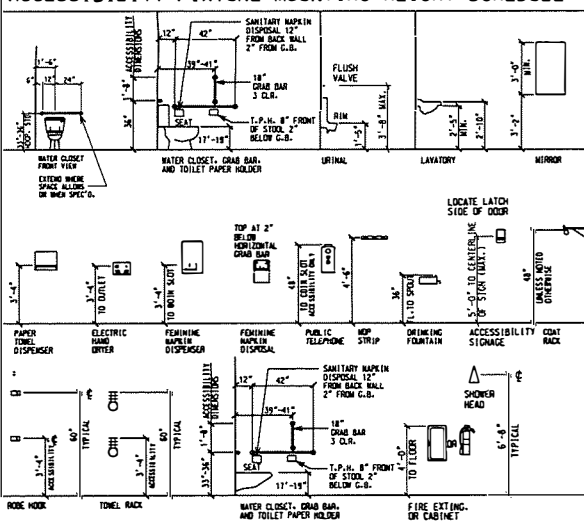 ACCESSIBILITY FIXTURE MOUNTING HEIGHT SCHEDULE
1'-6"
6" 12" 24"
33"-36"
WATER CLOSET
FRONT VIEW
EXTEND WHERE
SPACE ALLOWS
OR WHEN SPEC'D.
ACCESSIBILITY
DIMENSIONS
12" 42"
39"-41"
1'-8"
36"
SEAT
17"-19"
SANITARY NAPKIN
DISPOSAL 12"
FROM BACK WALL
2" FROM G.B.
18"
GRAB BAR
3 CLR.
T.P.H. 8" FRONT
OF STOOL 2"
BELOW G.B.
WATER CLOSET, GRAB BAR,
AND TOILET PAPER HOLDER
FLUSH
VALVE
RIM
1'-5"
3'-8" MAX.
URINAL
2'-5"
MIN.
2'-10"
LAVATORY
3'-0"
MIN.
3'-2"
MIRROR
3'-4"
PAPER
TOWEL
DISPENSER
3'-4"
TO OUTLET
ELECTRIC
HAND
DRYER
3'-4"
TO COIN SLOT
FEMININE
NAPKIN
DISPENSER
TOP AT 2"
BELOW
HORIZONTAL
GRAB BAR
FEMININE
NAPKIN
DISPOSAL
48"
TO COIN SLOT
ACCESSIBILITY ONLY
PUBLIC
TELEPHONE
4'-6"
MOP
STRIP
36"
FL. TO SPOUT
DRINKING
FOUNTAIN
LOCATE LATCH
SIDE OF DOOR
5'-0" TO CENTERLINE
OF SIGN (MAX.)
ACCESSIBILITY
SIGNAGE
48"
UNLESS NOTED
OTHERWISE
COAT
RACK
3'-4"
ACCESSIBILITY
60"
TYPICAL
ROBE HOOK
3'-4"
ACCESSIBILITY
60"
TYPICAL
TOWEL RACK
ACCESSIBILITY
DIMENSIONS
12" 42"
39"-41"
1'-8"
33"-36"
SEAT
17"-19"
SANITARY NAPKIN
DISPOSAL 12"
FROM BACK WALL
2" FROM G.B.
18"
GRAB BAR
3 CLR.
T.P.H. 8" FRONT
OF STOOL 2"
BELOW G.B.
WATER CLOSET, GRAB BAR,
AND TOILET PAPER HOLDER
4'-0"
TO FLOOR
OR
FIRE EXTING.
OR CABINET
SHOWER
HEAD
6'-8"
TYPICAL